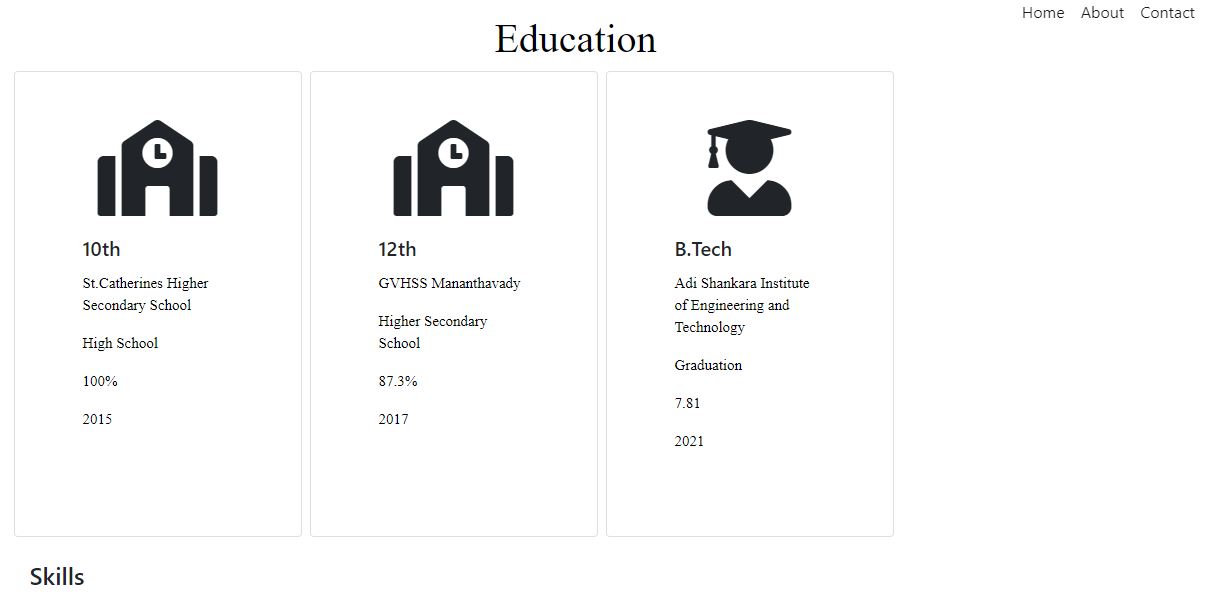 Home About Contact
Education
10th
St.Catherines Higher
Secondary School
High School
100%
2015
12th
GVHSS Mananthavady
Higher Secondary
School
87.3%
2017
B.Tech
Adi Shankara Institute
of Engineering and
Technology
Graduation
7.81
2021
Skills